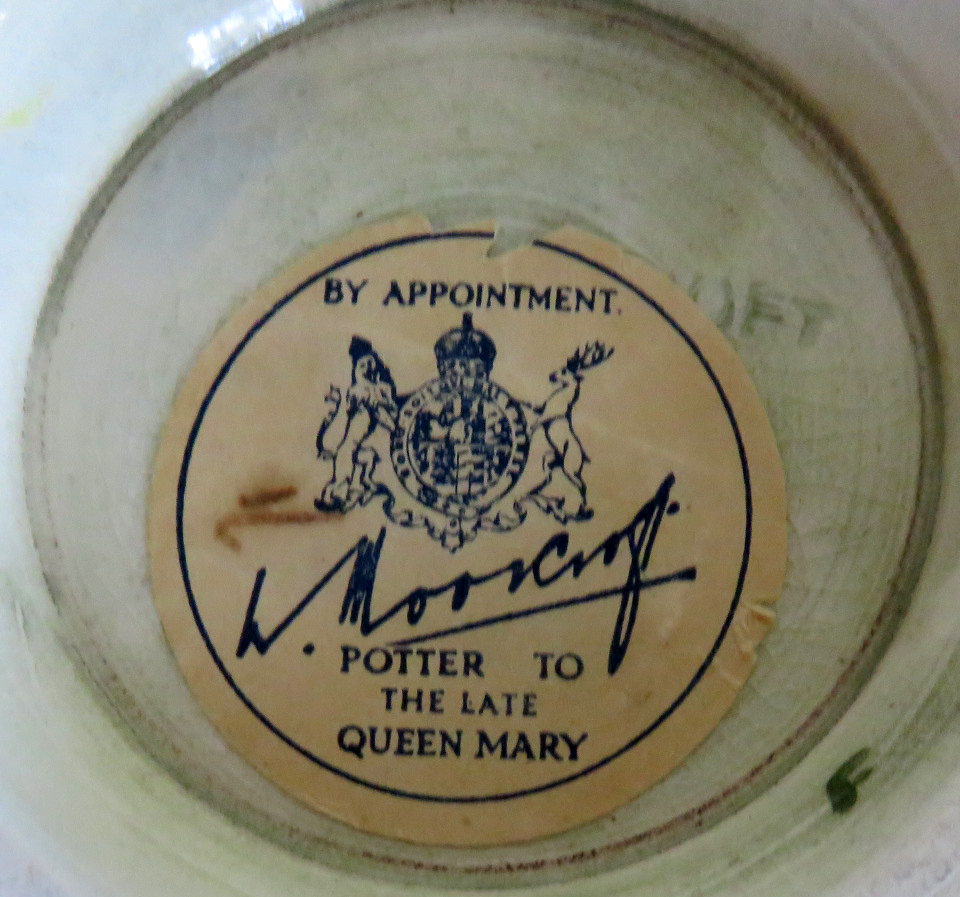 BY APPOINTMENT.
W. Moorcroft.
POTTER TO
THE LATE
QUEEN MARY